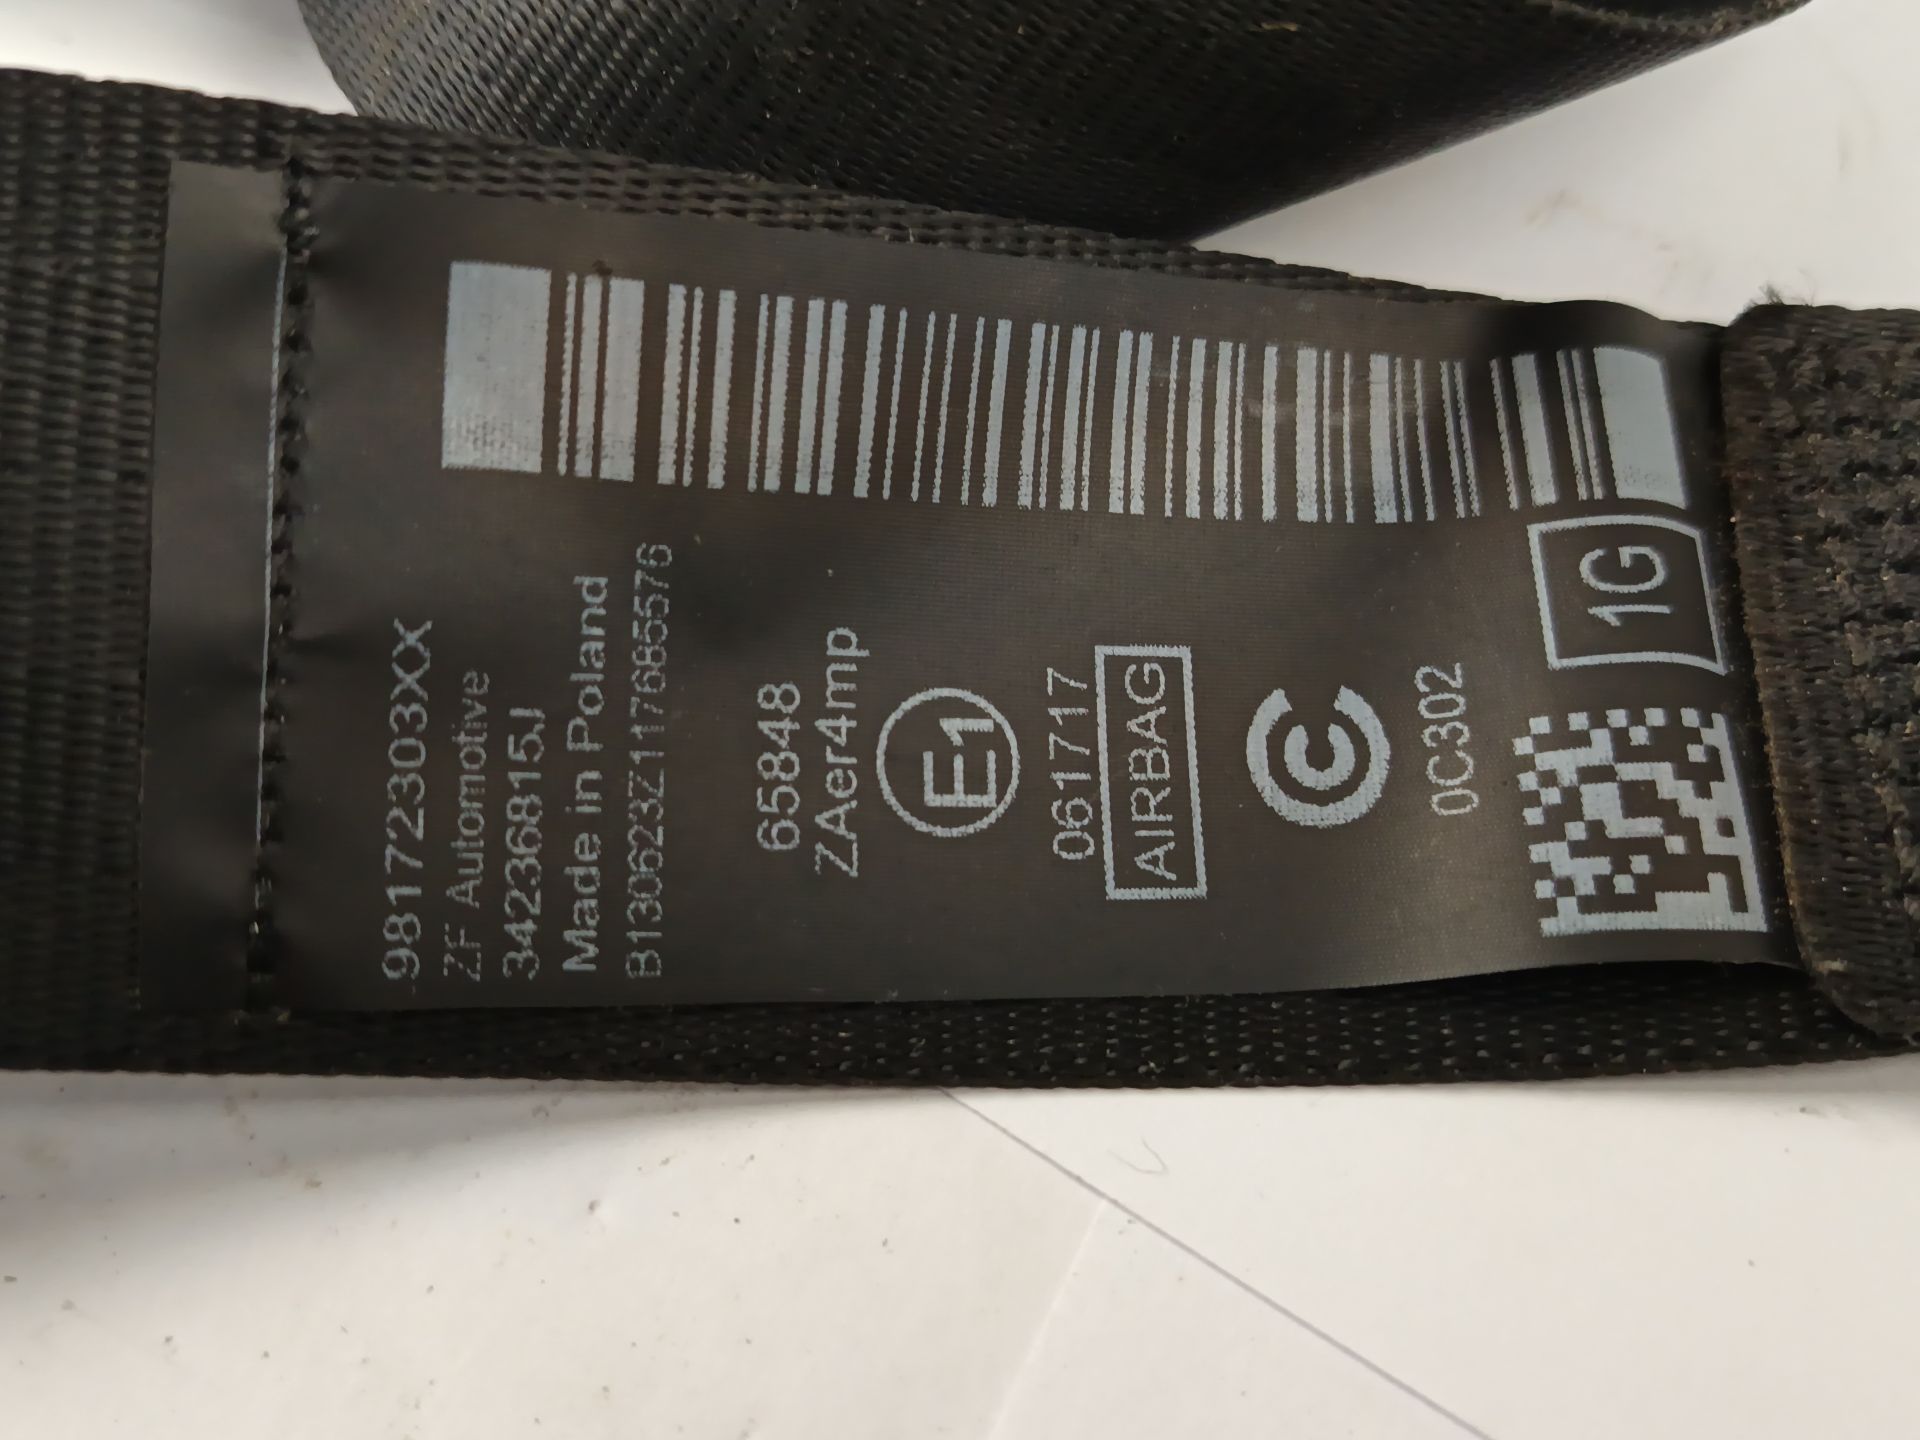 98172303XX
ZF Automotive
34236815J
Made in Poland
B130623Z117685576
65848
ZAer4mp
E1
061717
AIRBAG
C
0C302
1G